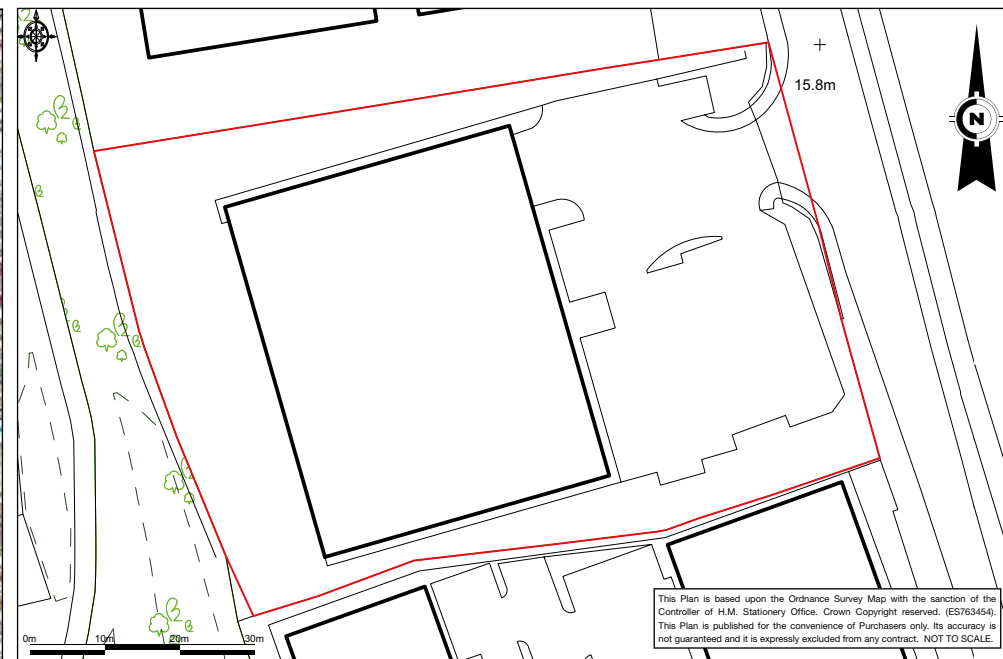 15.8m
N
0m 10m 20m 30m
This Plan is based upon the Ordnance Survey Map with the sanction of the
Controller of H.M. Stationery Office. Crown Copyright reserved. (ES763454).
This Plan is published for the convenience of Purchasers only. Its accuracy is
not guaranteed and it is expressly excluded from any contract. NOT TO SCALE.